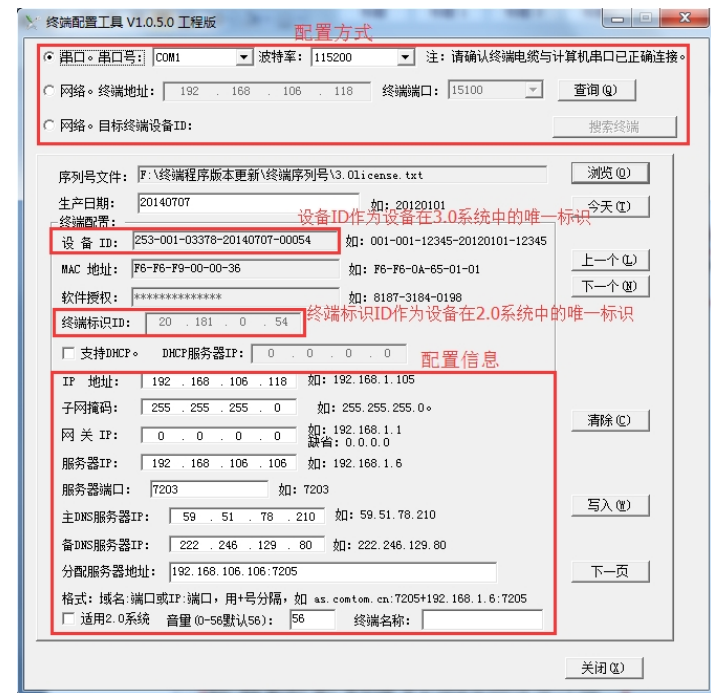 终端配置工具 V1.0.5.0 工程版
配置方式
串口。串口号: COM1 波特率: 115200 注: 请确认终端电缆与计算机串口已正确连接。
网络。终端地址: 192 . 168 . 106 . 118 终端端口: 15100 查询(Q)
网络。目标终端设备ID: 搜索终端
序列号文件: F:\终端程序版本更新\终端序列号\3.0license.txt 浏览(O)
生产日期: 20140707 如: 20120101 今天(T)
设备ID作为设备在3.0系统中的唯一标识
终端配置:
设 备 ID: 253-001-03378-20140707-00054 如: 001-001-12345-20120101-12345
上一个(L)
MAC 地址: F6-F6-F9-00-00-36 如: F6-F6-0A-65-01-01
下一个(N)
软件授权: ************** 如: 8187-3184-0198
终端标识ID: 20 . 181 . 0 . 54 终端标识ID作为设备在2.0系统中的唯一标识
支持DHCP。 DHCP服务器IP: 0 . 0 . 0 . 0 配置信息
IP 地址: 192 . 168 . 106 . 118 如: 192.168.1.105
子网掩码: 255 . 255 . 255 . 0 如: 255.255.255.0。
清除(C)
网 关 IP: 0 . 0 . 0 . 0 如: 192.168.1.1
缺省: 0.0.0.0
服务器IP: 192 . 168 . 106 . 106 如: 192.168.1.6
服务器端口: 7203 如: 7203
写入(W)
主DNS服务器IP: 59 . 51 . 78 . 210 如: 59.51.78.210
备DNS服务器IP: 222 . 246 . 129 . 80 如: 222.246.129.80
分配服务器地址: 192.168.106.106:7205 下一页
格式: 域名:端口或IP:端口, 用+号分隔, 如 as.comtom.cn:7205+192.168.1.6:7205
适用2.0系统 音量(0-56默认56): 56 终端名称:
关闭(X)